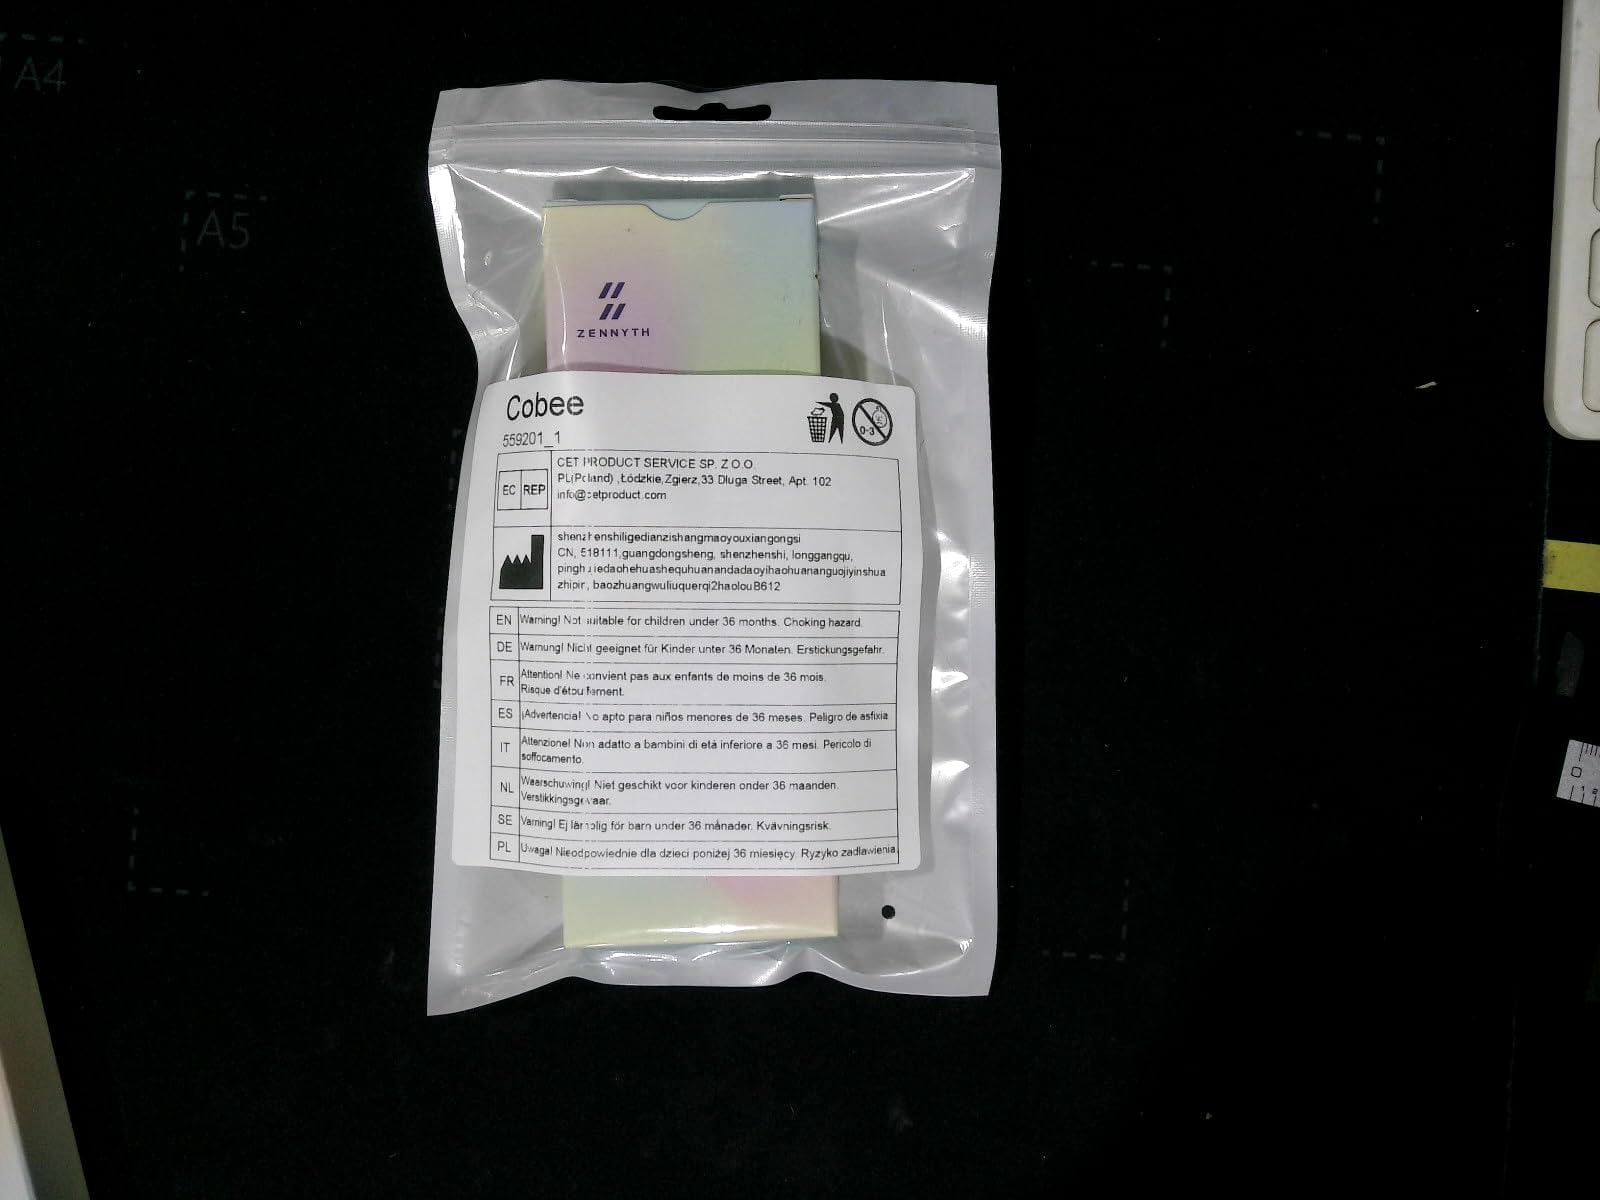 A4
A5
ZENNYTH
Cobee
559201_1
0-3
EC REP
CET PRODUCT SERVICE SP. Z O.O.
PL(Poland) ,Łódzkie,Zgierz,33 Dluga Street, Apt. 102
info@cetproduct.com
shenzhenshiligedianzishangmaoyouxiangongsi
CN, 518111,guangdongsheng, shenzhenshi, longgangqu,
pinghujiedaohehuashequhuanandadaoyihaohuananguojiyinshua
zhipin, baozhuangwuliuquerqi2haolouB612
EN Warning! Not suitable for children under 36 months. Choking hazard.
DE Warnung! Nicht geeignet für Kinder unter 36 Monaten. Erstickungsgefahr.
FR Attention! Ne convient pas aux enfants de moins de 36 mois.
Risque d'étouffement.
ES ¡Advertencia! No apto para niños menores de 36 meses. Peligro de asfixia
IT Attenzione! Non adatto a bambini di età inferiore a 36 mesi. Pericolo di
soffocamento.
NL Waarschuwing! Niet geschikt voor kinderen onder 36 maanden.
Verstikkingsgevaar.
SE Varning! Ej lämplig för barn under 36 månader. Kvävningsrisk.
PL Uwaga! Nieodpowiednie dla dzieci poniżej 36 miesięcy. Ryzyko zadławienia.
0